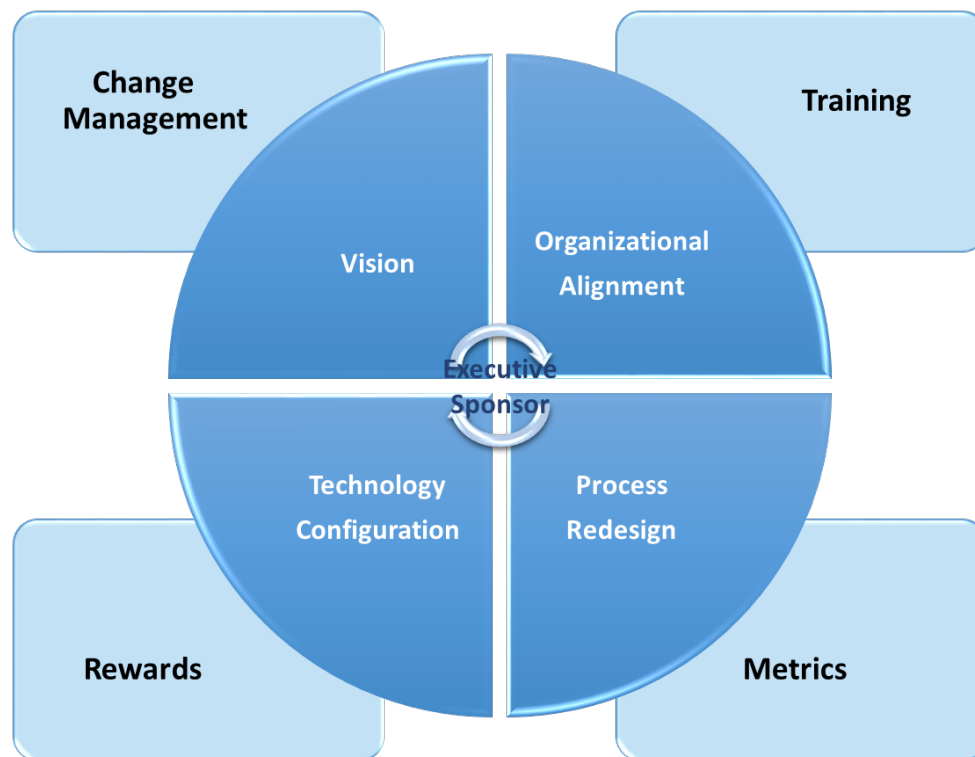 Change
Management
Training
Vision
Organizational
Alignment
Executive
Sponsor
Technology
Configuration
Process
Redesign
Rewards
Metrics